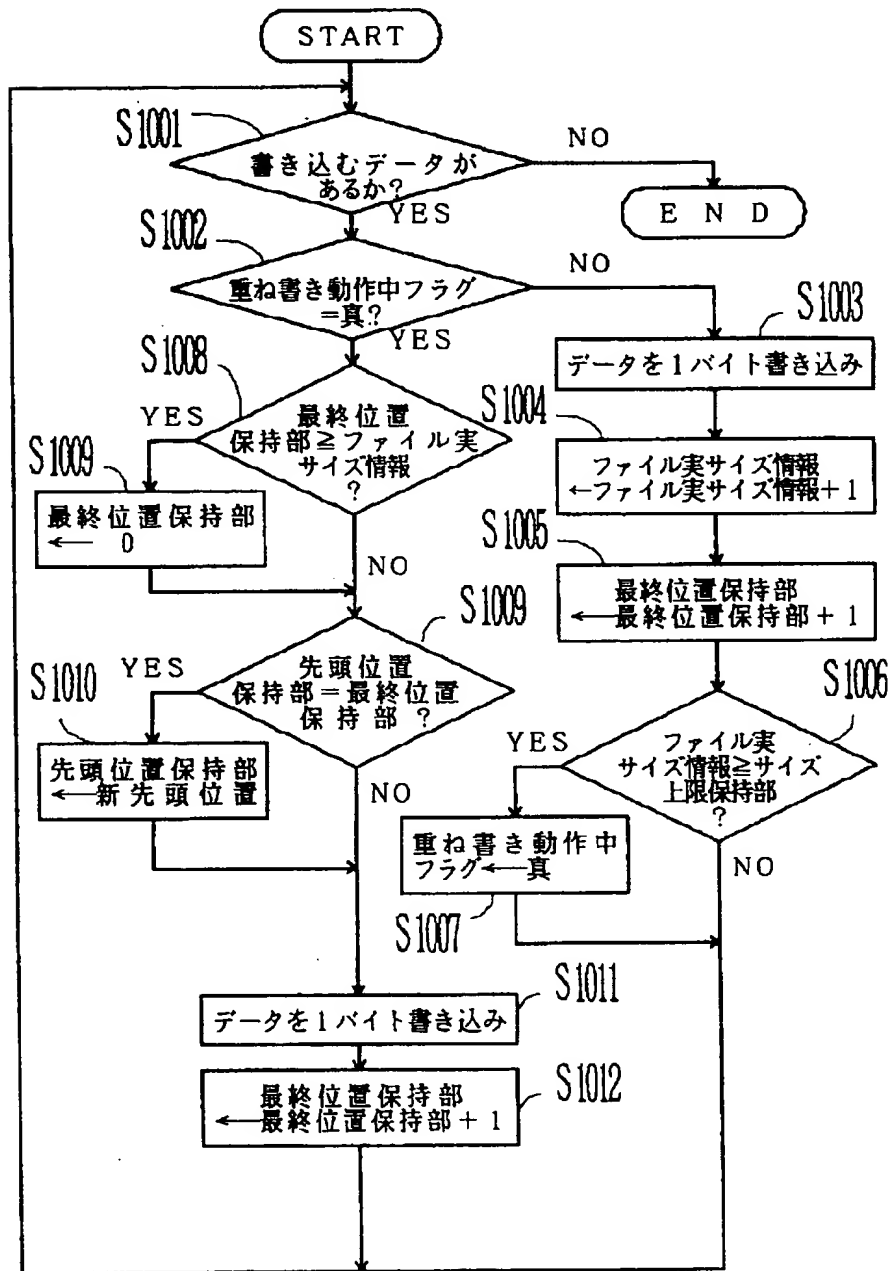 START
S1001
書き込むデータが
あるか?
NO
END
YES
S1002
重ね書き動作中フラグ
=真?
NO
YES
S1003
データを1バイト書き込み
S1004
ファイル実サイズ情報
←ファイル実サイズ情報+1
S1005
最終位置保持部
←最終位置保持部+1
S1006
ファイル実
サイズ情報≧サイズ
上限保持部
?
YES
NO
重ね書き動作中
フラグ←真
S1007
S1008
最終位置
保持部≧ファイル実
サイズ情報
?
YES
S1009
最終位置保持部
← 0
NO
S1009
先頭位置
保持部=最終位置
保持部?
YES
S1010
先頭位置保持部
←新先頭位置
NO
S1011
データを1バイト書き込み
S1012
最終位置保持部
←最終位置保持部+1